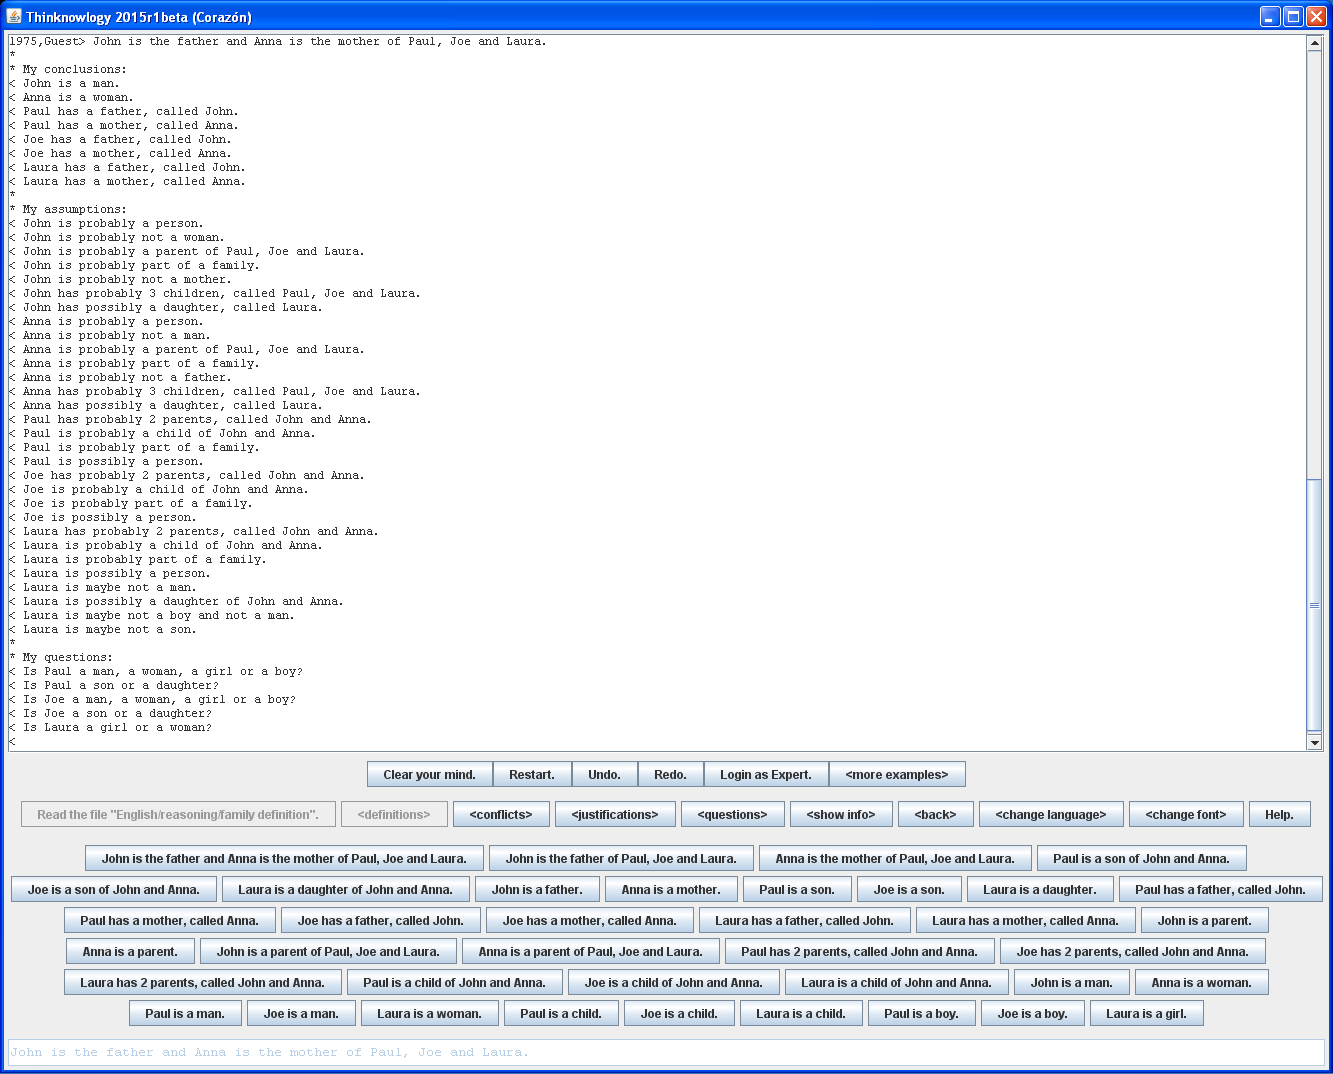 Thinknowlogy 2015r1beta (Corazón)
1975,Guest> John is the father and Anna is the mother of Paul, Joe and Laura.
*
* My conclusions:
< John is a man.
< Anna is a woman.
< Paul has a father, called John.
< Paul has a mother, called Anna.
< Joe has a father, called John.
< Joe has a mother, called Anna.
< Laura has a father, called John.
< Laura has a mother, called Anna.
*
* My assumptions:
< John is probably a person.
< John is probably not a woman.
< John is probably a parent of Paul, Joe and Laura.
< John is probably part of a family.
< John is probably not a mother.
< John has probably 3 children, called Paul, Joe and Laura.
< John has possibly a daughter, called Laura.
< Anna is probably a person.
< Anna is probably not a man.
< Anna is probably a parent of Paul, Joe and Laura.
< Anna is probably part of a family.
< Anna is probably not a father.
< Anna has probably 3 children, called Paul, Joe and Laura.
< Anna has possibly a daughter, called Laura.
< Paul has probably 2 parents, called John and Anna.
< Paul is probably a child of John and Anna.
< Paul is probably part of a family.
< Paul is possibly a person.
< Joe has probably 2 parents, called John and Anna.
< Joe is probably a child of John and Anna.
< Joe is probably part of a family.
< Joe is possibly a person.
< Laura has probably 2 parents, called John and Anna.
< Laura is probably a child of John and Anna.
< Laura is probably part of a family.
< Laura is possibly a person.
< Laura is maybe not a man.
< Laura is possibly a daughter of John and Anna.
< Laura is maybe not a boy and not a man.
< Laura is maybe not a son.
*
* My questions:
< Is Paul a man, a woman, a girl or a boy?
< Is Paul a son or a daughter?
< Is Joe a man, a woman, a girl or a boy?
< Is Joe a son or a daughter?
< Is Laura a girl or a woman?
<
Clear your mind. Restart. Undo. Redo. Login as Expert. <more examples>
Read the file "English/reasoning/family definition". <definitions> <conflicts> <justifications> <questions> <show info> <back> <change language> <change font> Help.
John is the father and Anna is the mother of Paul, Joe and Laura. John is the father of Paul, Joe and Laura. Anna is the mother of Paul, Joe and Laura. Paul is a son of John and Anna.
Joe is a son of John and Anna. Laura is a daughter of John and Anna. John is a father. Anna is a mother. Paul is a son. Joe is a son. Laura is a daughter. Paul has a father, called John.
Paul has a mother, called Anna. Joe has a father, called John. Joe has a mother, called Anna. Laura has a father, called John. Laura has a mother, called Anna. John is a parent.
Anna is a parent. John is a parent of Paul, Joe and Laura. Anna is a parent of Paul, Joe and Laura. Paul has 2 parents, called John and Anna. Joe has 2 parents, called John and Anna.
Laura has 2 parents, called John and Anna. Paul is a child of John and Anna. Joe is a child of John and Anna. Laura is a child of John and Anna. John is a man. Anna is a woman.
Paul is a man. Joe is a man. Laura is a woman. Paul is a child. Joe is a child. Laura is a child. Paul is a boy. Joe is a boy. Laura is a girl.
John is the father and Anna is the mother of Paul, Joe and Laura.